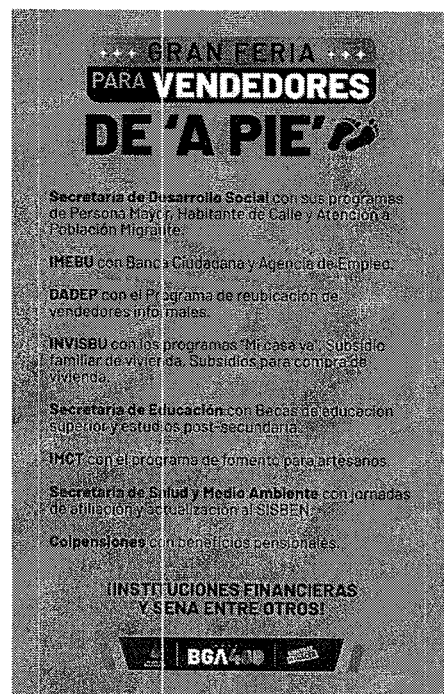 GRAN FERIA
PARA VENDEDORES
DE 'A PIE'
Secretaría de Desarrollo Social con sus programas
de Persona Mayor, Habitante de Calle y Atención a
Población Migrante.
IMEBU con Banca Ciudadana y Agencia de Empleo.
DADEP con el Programa de reubicación de
vendedores informales.
INVISBU con los programas "Mi casa va", Subsidio
familiar de vivienda, Subsidios para compra de
vivienda.
Secretaría de Educación con Becas de educación
superior y estudios post-secundaria.
IMCT con el programa de fomento para artesanos.
Secretaría de Salud y Medio Ambiente con jornadas
de afiliación y actualización al SISBEN.
Colpensiones con beneficios pensionales.
¡INSTITUCIONES FINANCIERAS
Y SENA ENTRE OTROS!
BGA400